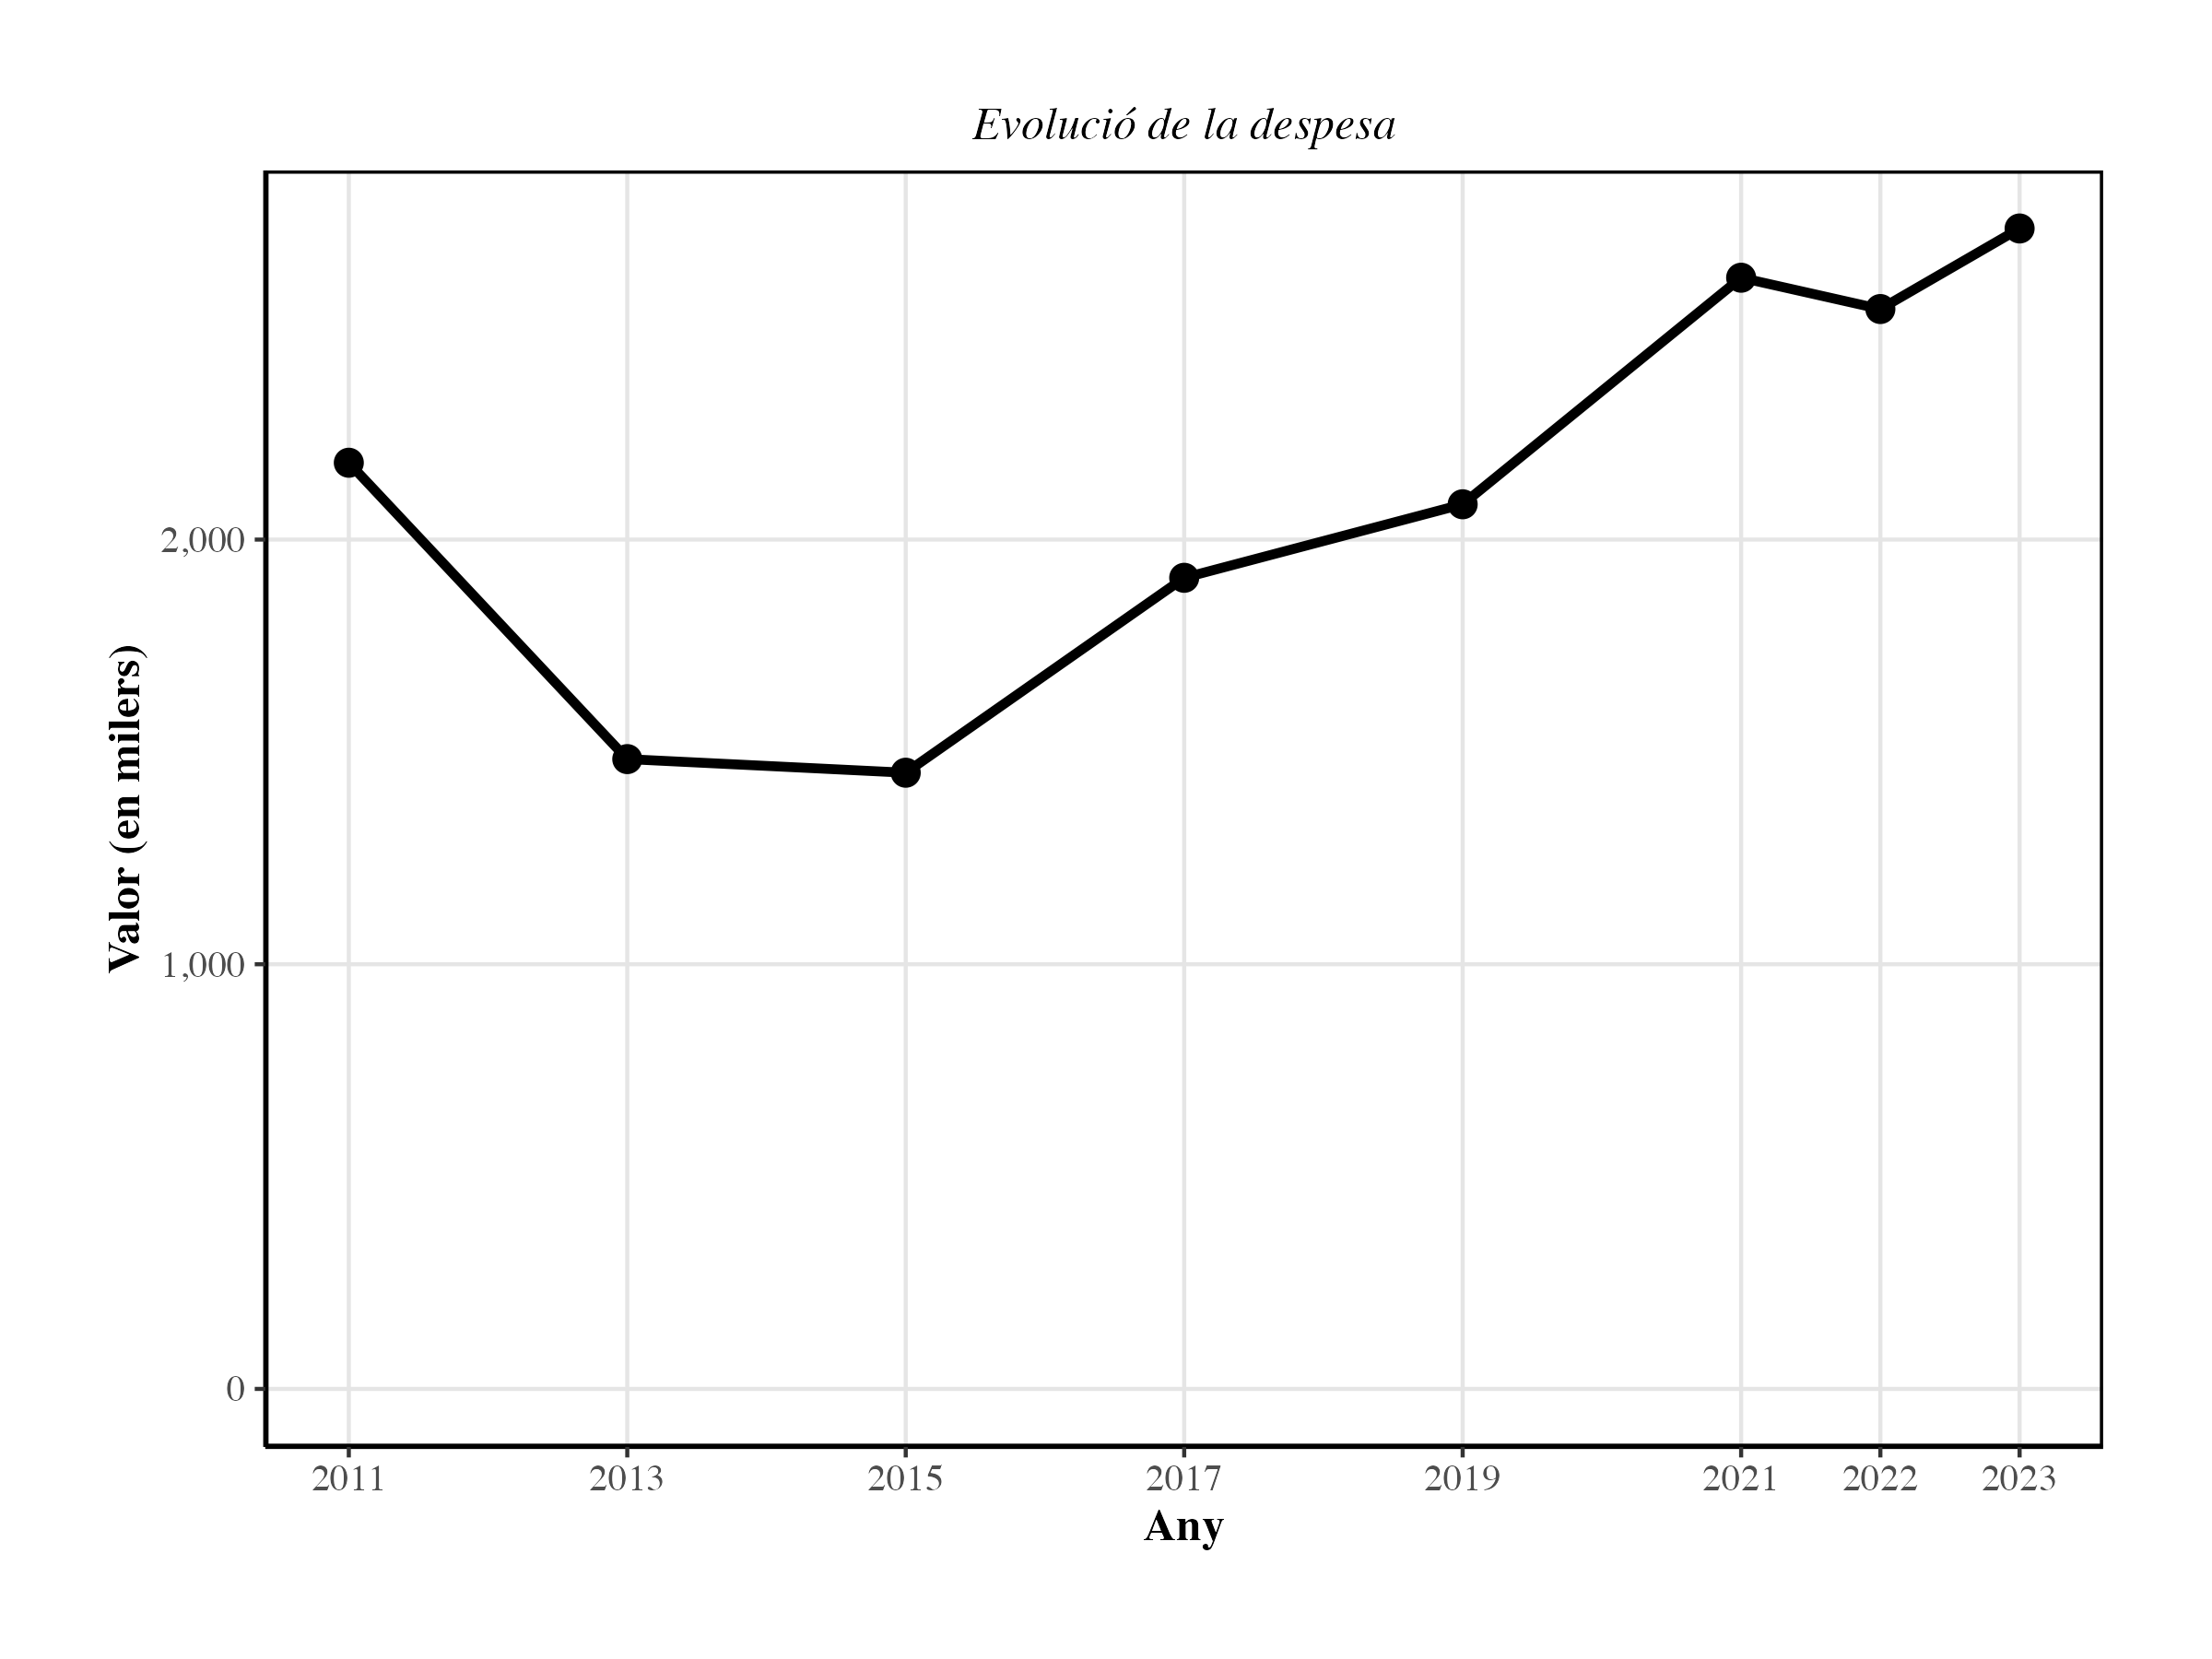 Evolució de la despesa
Valor (en milers)
2,000
1,000
0
2011 2013 2015 2017 2019 2021 2022 2023
Any